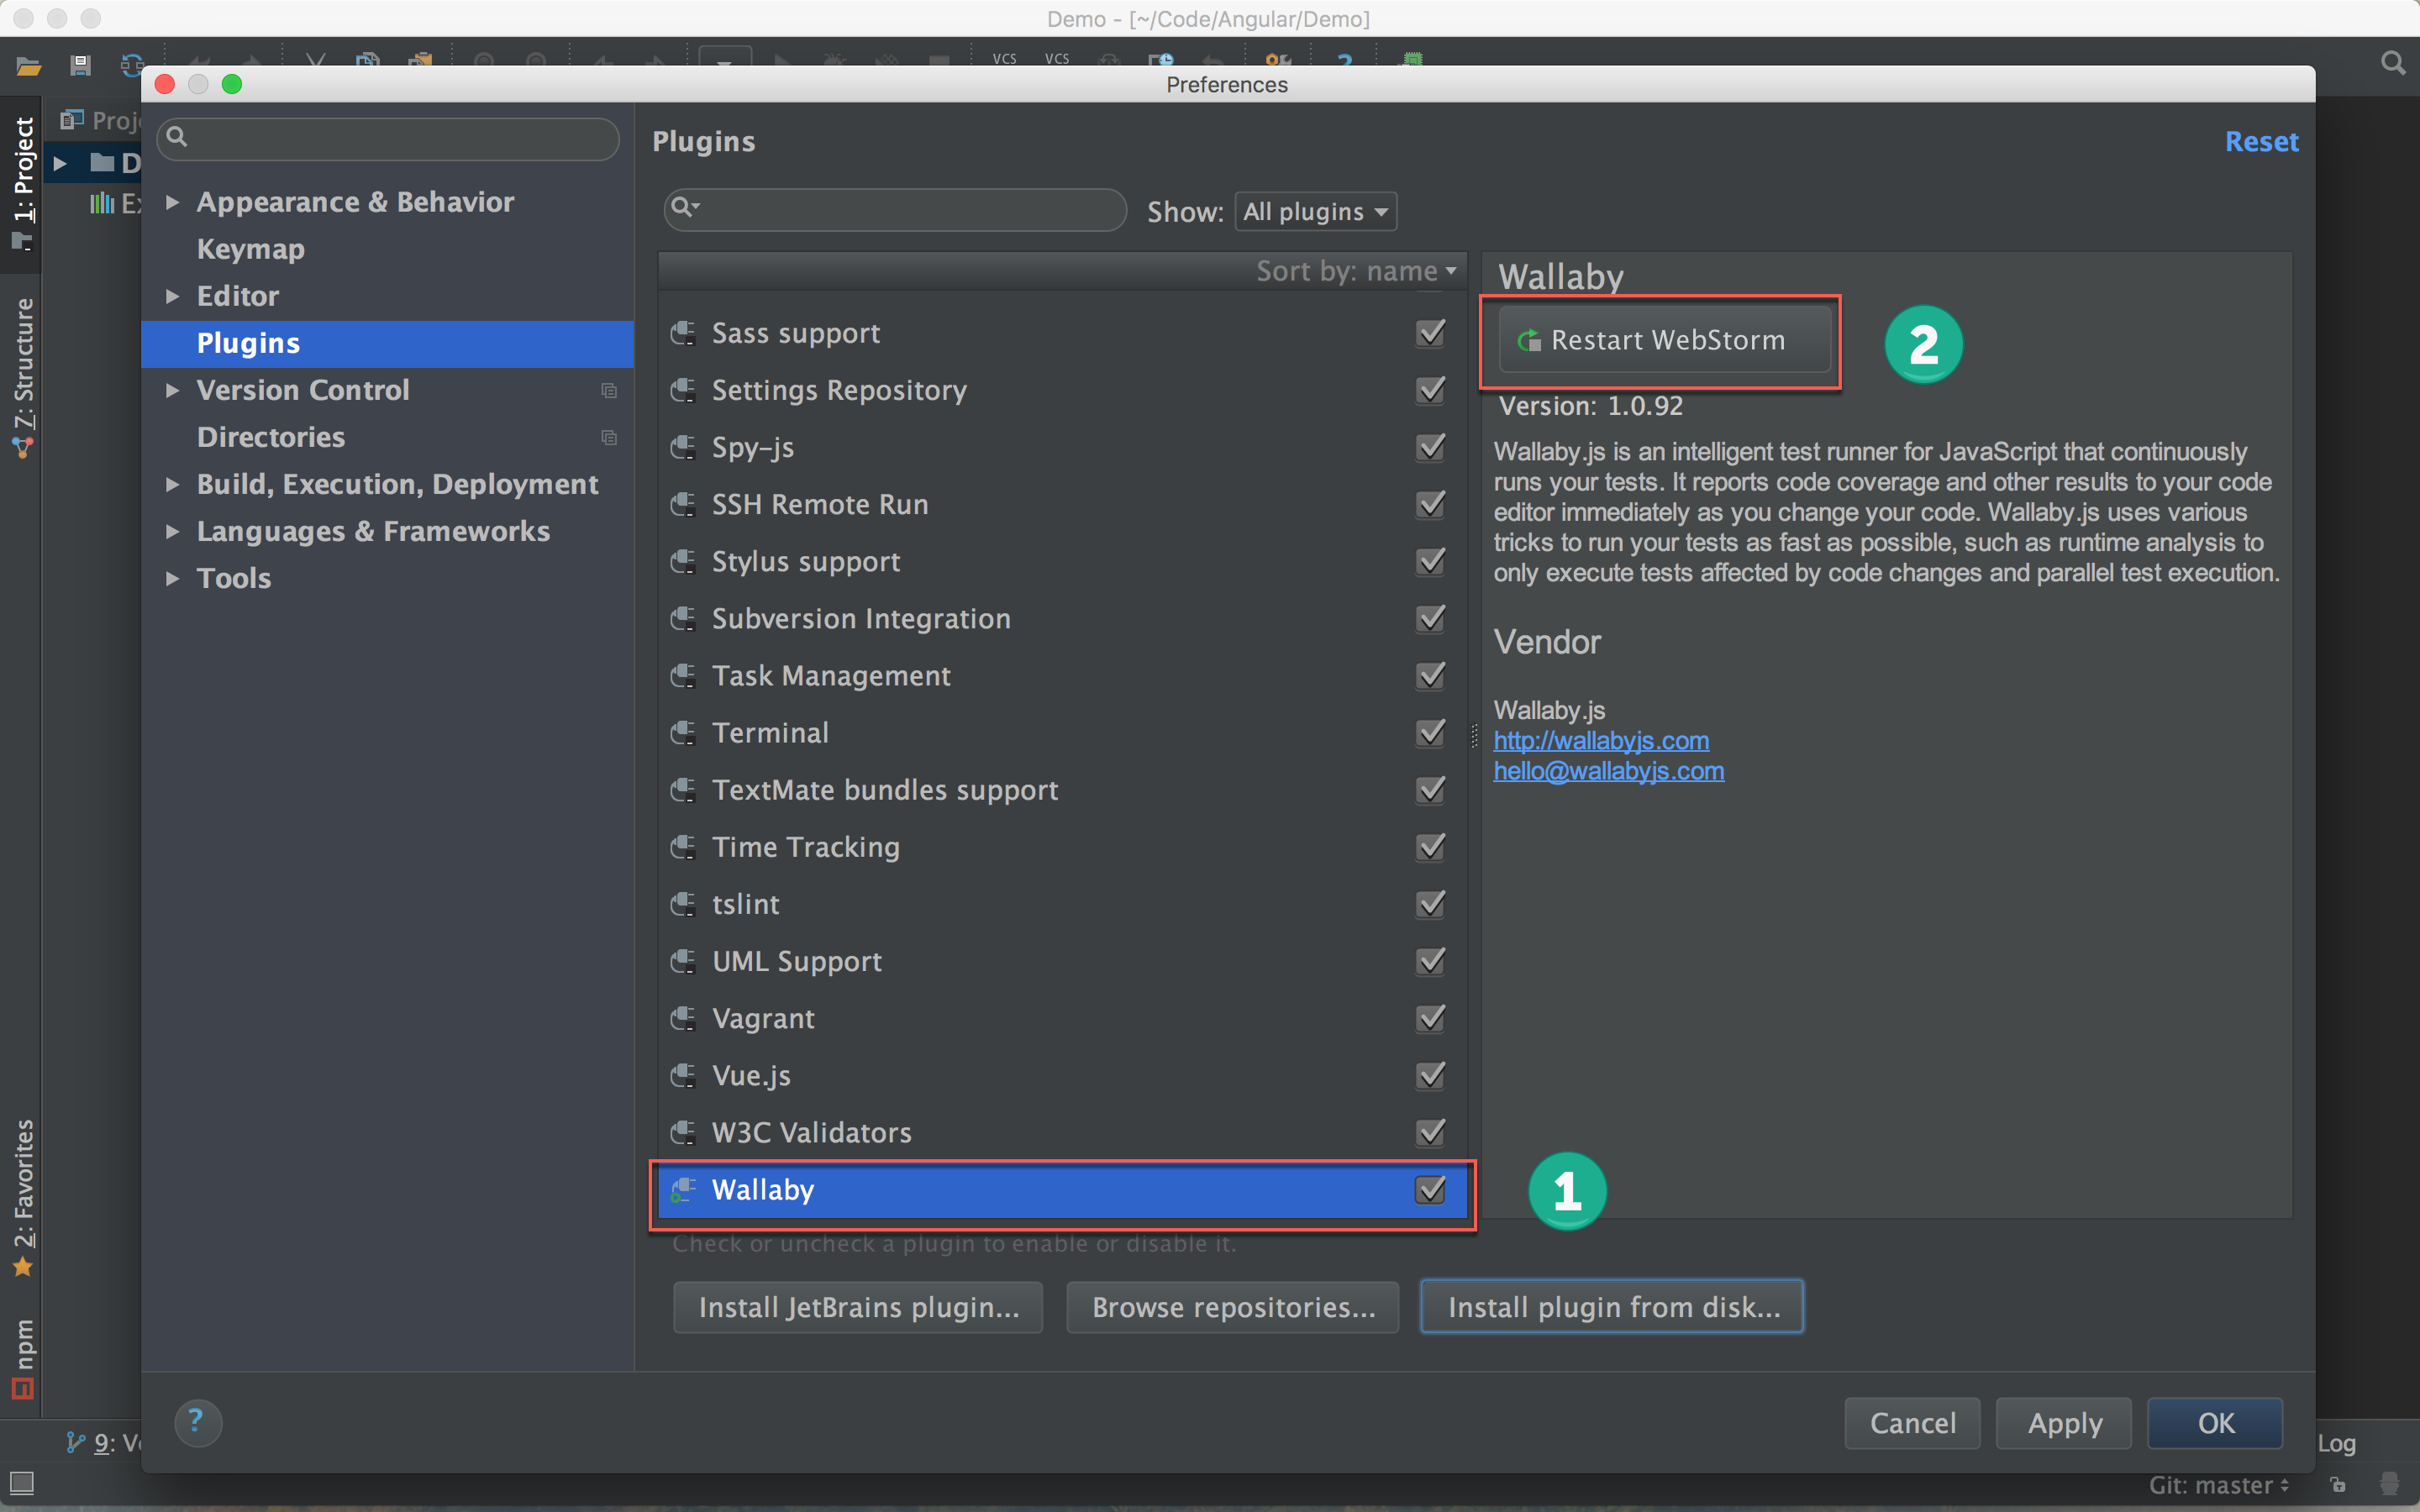 Demo - [~/Code/Angular/Demo]
VCS VCS
Preferences
1: Project
7: Structure
2: Favorites
npm
Appearance & Behavior
Keymap
Editor
Plugins
Version Control
Directories
Build, Execution, Deployment
Languages & Frameworks
Tools
Plugins
Reset
Show: All plugins
Sort by: name
Sass support
Settings Repository
Spy-js
SSH Remote Run
Stylus support
Subversion Integration
Task Management
Terminal
TextMate bundles support
Time Tracking
tslint
UML Support
Vagrant
Vue.js
W3C Validators
Wallaby
1
Check or uncheck a plugin to enable or disable it.
Install JetBrains plugin...
Browse repositories...
Install plugin from disk...
Wallaby
Restart WebStorm
2
Version: 1.0.92
Wallaby.js is an intelligent test runner for JavaScript that continuously
runs your tests. It reports code coverage and other results to your code
editor immediately as you change your code. Wallaby.js uses various
tricks to run your tests as fast as possible, such as runtime analysis to
only execute tests affected by code changes and parallel test execution.
Vendor
Wallaby.js
http://wallabyjs.com
hello@wallabyjs.com
?
Cancel
Apply
OK
9:
Log
Git: master